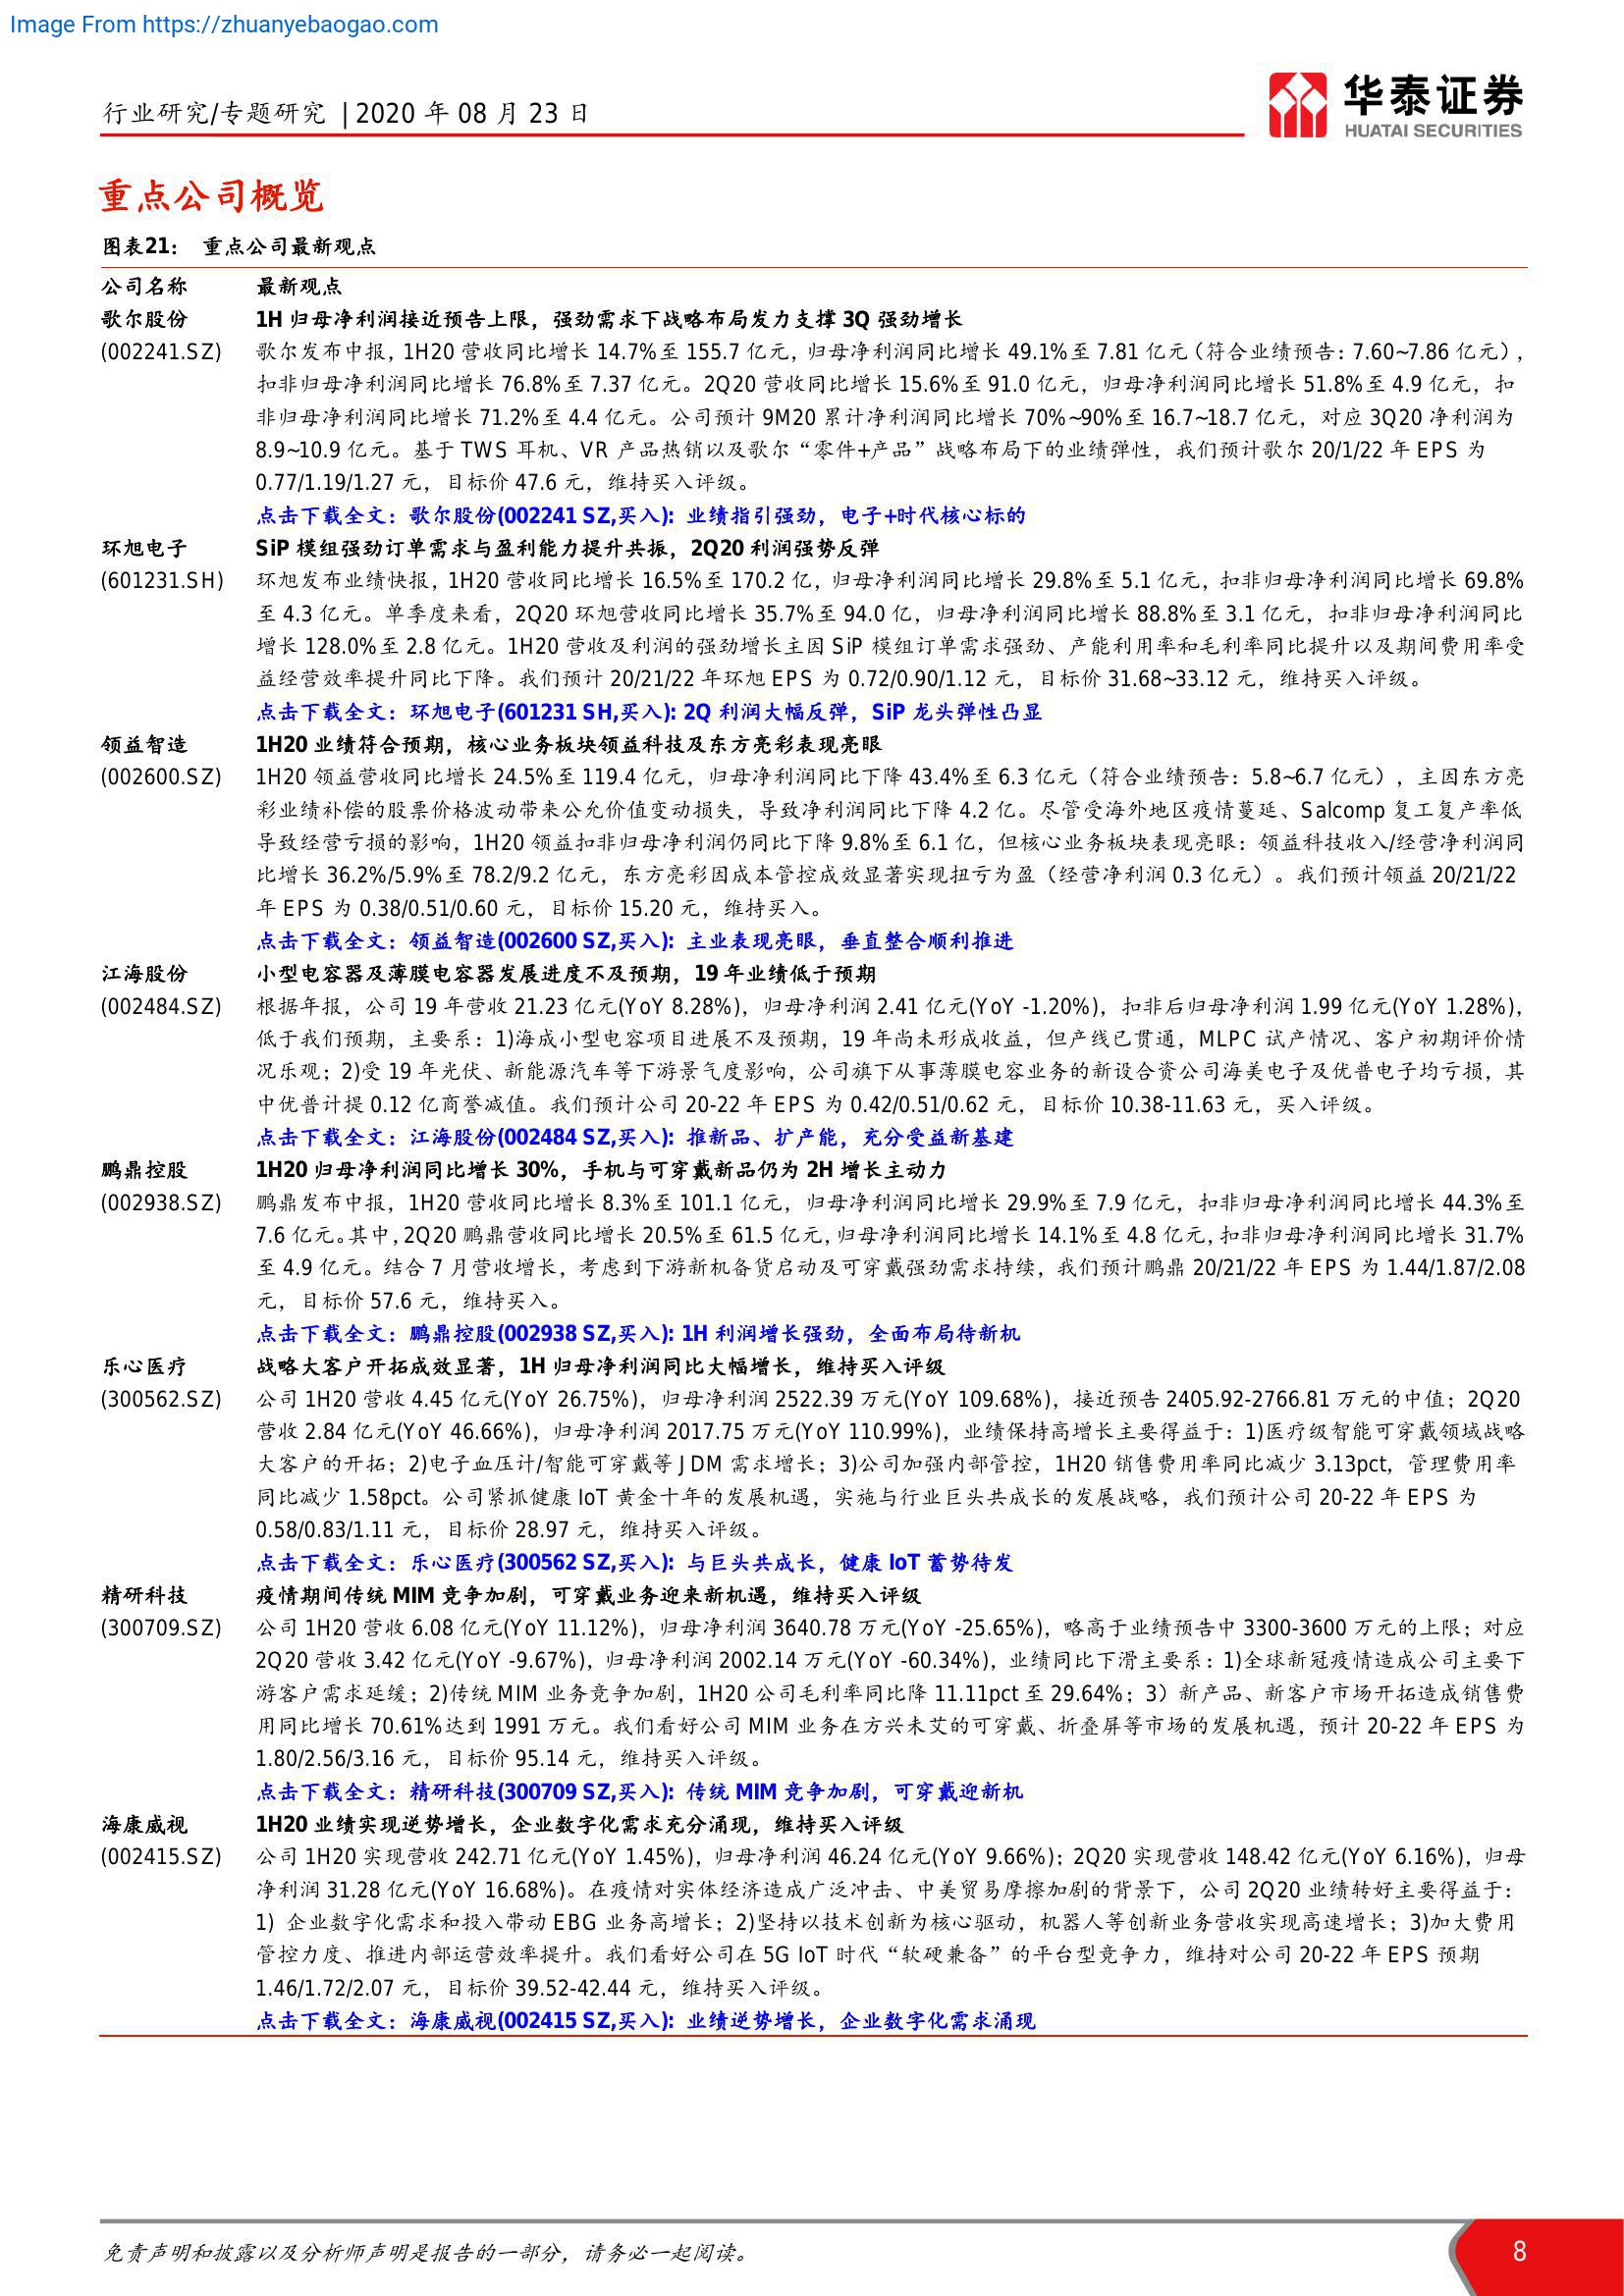 Image From https://zhuanyebaogao.com
行业研究/专题研究 | 2020 年 08 月 23 日
华泰证券
HUATAI SECURITIES
重点公司概览
图表21： 重点公司最新观点
公司名称 最新观点
歌尔股份 1H 归母净利润接近预告上限，强劲需求下战略布局发力支撑 3Q 强劲增长
(002241.SZ) 歌尔发布中报，1H20 营收同比增长 14.7%至 155.7 亿元，归母净利润同比增长 49.1%至 7.81 亿元（符合业绩预告：7.60~7.86 亿元），
扣非归母净利润同比增长 76.8%至 7.37 亿元。2Q20 营收同比增长 15.6%至 91.0 亿元，归母净利润同比增长 51.8%至 4.9 亿元，扣
非归母净利润同比增长 71.2%至 4.4 亿元。公司预计 9M20 累计净利润同比增长 70%~90%至 16.7~18.7 亿元，对应 3Q20 净利润为
8.9~10.9 亿元。基于 TWS 耳机、VR 产品热销以及歌尔“零件+产品”战略布局下的业绩弹性，我们预计歌尔 20/1/22 年 EPS 为
0.77/1.19/1.27 元，目标价 47.6 元，维持买入评级。
点击下载全文：歌尔股份(002241 SZ,买入): 业绩指引强劲，电子+时代核心标的
环旭电子 SiP 模组强劲订单需求与盈利能力提升共振，2Q20 利润强势反弹
(601231.SH) 环旭发布业绩快报，1H20 营收同比增长 16.5%至 170.2 亿，归母净利润同比增长 29.8%至 5.1 亿元，扣非归母净利润同比增长 69.8%
至 4.3 亿元。单季度来看，2Q20 环旭营收同比增长 35.7%至 94.0 亿，归母净利润同比增长 88.8%至 3.1 亿元，扣非归母净利润同比
增长 128.0%至 2.8 亿元。1H20 营收及利润的强劲增长主因 SiP 模组订单需求强劲、产能利用率和毛利率同比提升以及期间费用率受
益经营效率提升同比下降。我们预计 20/21/22 年环旭 EPS 为 0.72/0.90/1.12 元，目标价 31.68~33.12 元，维持买入评级。
点击下载全文：环旭电子(601231 SH,买入): 2Q 利润大幅反弹，SiP 龙头弹性凸显
领益智造 1H20 业绩符合预期，核心业务板块领益科技及东方亮彩表现亮眼
(002600.SZ) 1H20 领益营收同比增长 24.5%至 119.4 亿元，归母净利润同比下降 43.4%至 6.3 亿元（符合业绩预告：5.8~6.7 亿元），主因东方亮
彩业绩补偿的股票价格波动带来公允价值变动损失，导致净利润同比下降 4.2 亿。尽管受海外地区疫情蔓延、Salcomp 复工复产率低
导致经营亏损的影响，1H20 领益扣非归母净利润仍同比下降 9.8%至 6.1 亿，但核心业务板块表现亮眼：领益科技收入/经营净利润同
比增长 36.2%/5.9%至 78.2/9.2 亿元，东方亮彩因成本管控成效显著实现扭亏为盈（经营净利润 0.3 亿元）。我们预计领益 20/21/22
年 EPS 为 0.38/0.51/0.60 元，目标价 15.20 元，维持买入。
点击下载全文：领益智造(002600 SZ,买入): 主业表现亮眼，垂直整合顺利推进
江海股份 小型电容器及薄膜电容器发展进度不及预期，19 年业绩低于预期
(002484.SZ) 根据年报，公司 19 年营收 21.23 亿元(YoY 8.28%)，归母净利润 2.41 亿元(YoY -1.20%)，扣非后归母净利润 1.99 亿元(YoY 1.28%)，
低于我们预期，主要系：1)海成小型电容项目进展不及预期，19 年尚未形成收益，但产线已贯通，MLPC 试产情况、客户初期评价情
况乐观；2)受 19 年光伏、新能源汽车等下游景气度影响，公司旗下从事薄膜电容业务的新设合资公司海美电子及优普电子均亏损，其
中优普计提 0.12 亿商誉减值。我们预计公司 20-22 年 EPS 为 0.42/0.51/0.62 元，目标价 10.38-11.63 元，买入评级。
点击下载全文：江海股份(002484 SZ,买入): 推新品、扩产能，充分受益新基建
鹏鼎控股 1H20 归母净利润同比增长 30%，手机与可穿戴新品仍为 2H 增长主动力
(002938.SZ) 鹏鼎发布中报，1H20 营收同比增长 8.3%至 101.1 亿元，归母净利润同比增长 29.9%至 7.9 亿元，扣非归母净利润同比增长 44.3%至
7.6 亿元。其中，2Q20 鹏鼎营收同比增长 20.5%至 61.5 亿元，归母净利润同比增长 14.1%至 4.8 亿元，扣非归母净利润同比增长 31.7%
至 4.9 亿元。结合 7 月营收增长，考虑到下游新机备货启动及可穿戴强劲需求持续，我们预计鹏鼎 20/21/22 年 EPS 为 1.44/1.87/2.08
元，目标价 57.6 元，维持买入。
点击下载全文：鹏鼎控股(002938 SZ,买入): 1H 利润增长强劲，全面布局待新机
乐心医疗 战略大客户开拓成效显著，1H 归母净利润同比大幅增长，维持买入评级
(300562.SZ) 公司 1H20 营收 4.45 亿元(YoY 26.75%)，归母净利润 2522.39 万元(YoY 109.68%)，接近预告 2405.92-2766.81 万元的中值；2Q20
营收 2.84 亿元(YoY 46.66%)，归母净利润 2017.75 万元(YoY 110.99%)，业绩保持高增长主要得益于：1)医疗级智能可穿戴领域战略
大客户的开拓；2)电子血压计/智能可穿戴等 JDM 需求增长；3)公司加强内部管控，1H20 销售费用率同比减少 3.13pct，管理费用率
同比减少 1.58pct。公司紧抓健康 IoT 黄金十年的发展机遇，实施与行业巨头共成长的发展战略，我们预计公司 20-22 年 EPS 为
0.58/0.83/1.11 元，目标价 28.97 元，维持买入评级。
点击下载全文：乐心医疗(300562 SZ,买入): 与巨头共成长，健康 IoT 蓄势待发
精研科技 疫情期间传统 MIM 竞争加剧，可穿戴业务迎来新机遇，维持买入评级
(300709.SZ) 公司 1H20 营收 6.08 亿元(YoY 11.12%)，归母净利润 3640.78 万元(YoY -25.65%)，略高于业绩预告中 3300-3600 万元的上限；对应
2Q20 营收 3.42 亿元(YoY -9.67%)，归母净利润 2002.14 万元(YoY -60.34%)，业绩同比下滑主要系：1)全球新冠疫情造成公司主要下
游客户需求延缓；2)传统 MIM 业务竞争加剧，1H20 公司毛利率同比降 11.11pct 至 29.64%；3）新产品、新客户市场开拓造成销售费
用同比增长 70.61%达到 1991 万元。我们看好公司 MIM 业务在方兴未艾的可穿戴、折叠屏等市场的发展机遇，预计 20-22 年 EPS 为
1.80/2.56/3.16 元，目标价 95.14 元，维持买入评级。
点击下载全文：精研科技(300709 SZ,买入): 传统 MIM 竞争加剧，可穿戴迎新机
海康威视 1H20 业绩实现逆势增长，企业数字化需求充分涌现，维持买入评级
(002415.SZ) 公司 1H20 实现营收 242.71 亿元(YoY 1.45%)，归母净利润 46.24 亿元(YoY 9.66%)；2Q20 实现营收 148.42 亿元(YoY 6.16%)，归母
净利润 31.28 亿元(YoY 16.68%)。在疫情对实体经济造成广泛冲击、中美贸易摩擦加剧的背景下，公司 2Q20 业绩转好主要得益于：
1) 企业数字化需求和投入带动 EBG 业务高增长；2)坚持以技术创新为核心驱动，机器人等创新业务营收实现高速增长；3)加大费用
管控力度、推进内部运营效率提升。我们看好公司在 5G IoT 时代“软硬兼备”的平台型竞争力，维持对公司 20-22 年 EPS 预期
1.46/1.72/2.07 元，目标价 39.52-42.44 元，维持买入评级。
点击下载全文：海康威视(002415 SZ,买入): 业绩逆势增长，企业数字化需求涌现
免责声明和披露以及分析师声明是报告的一部分，请务必一起阅读。
8